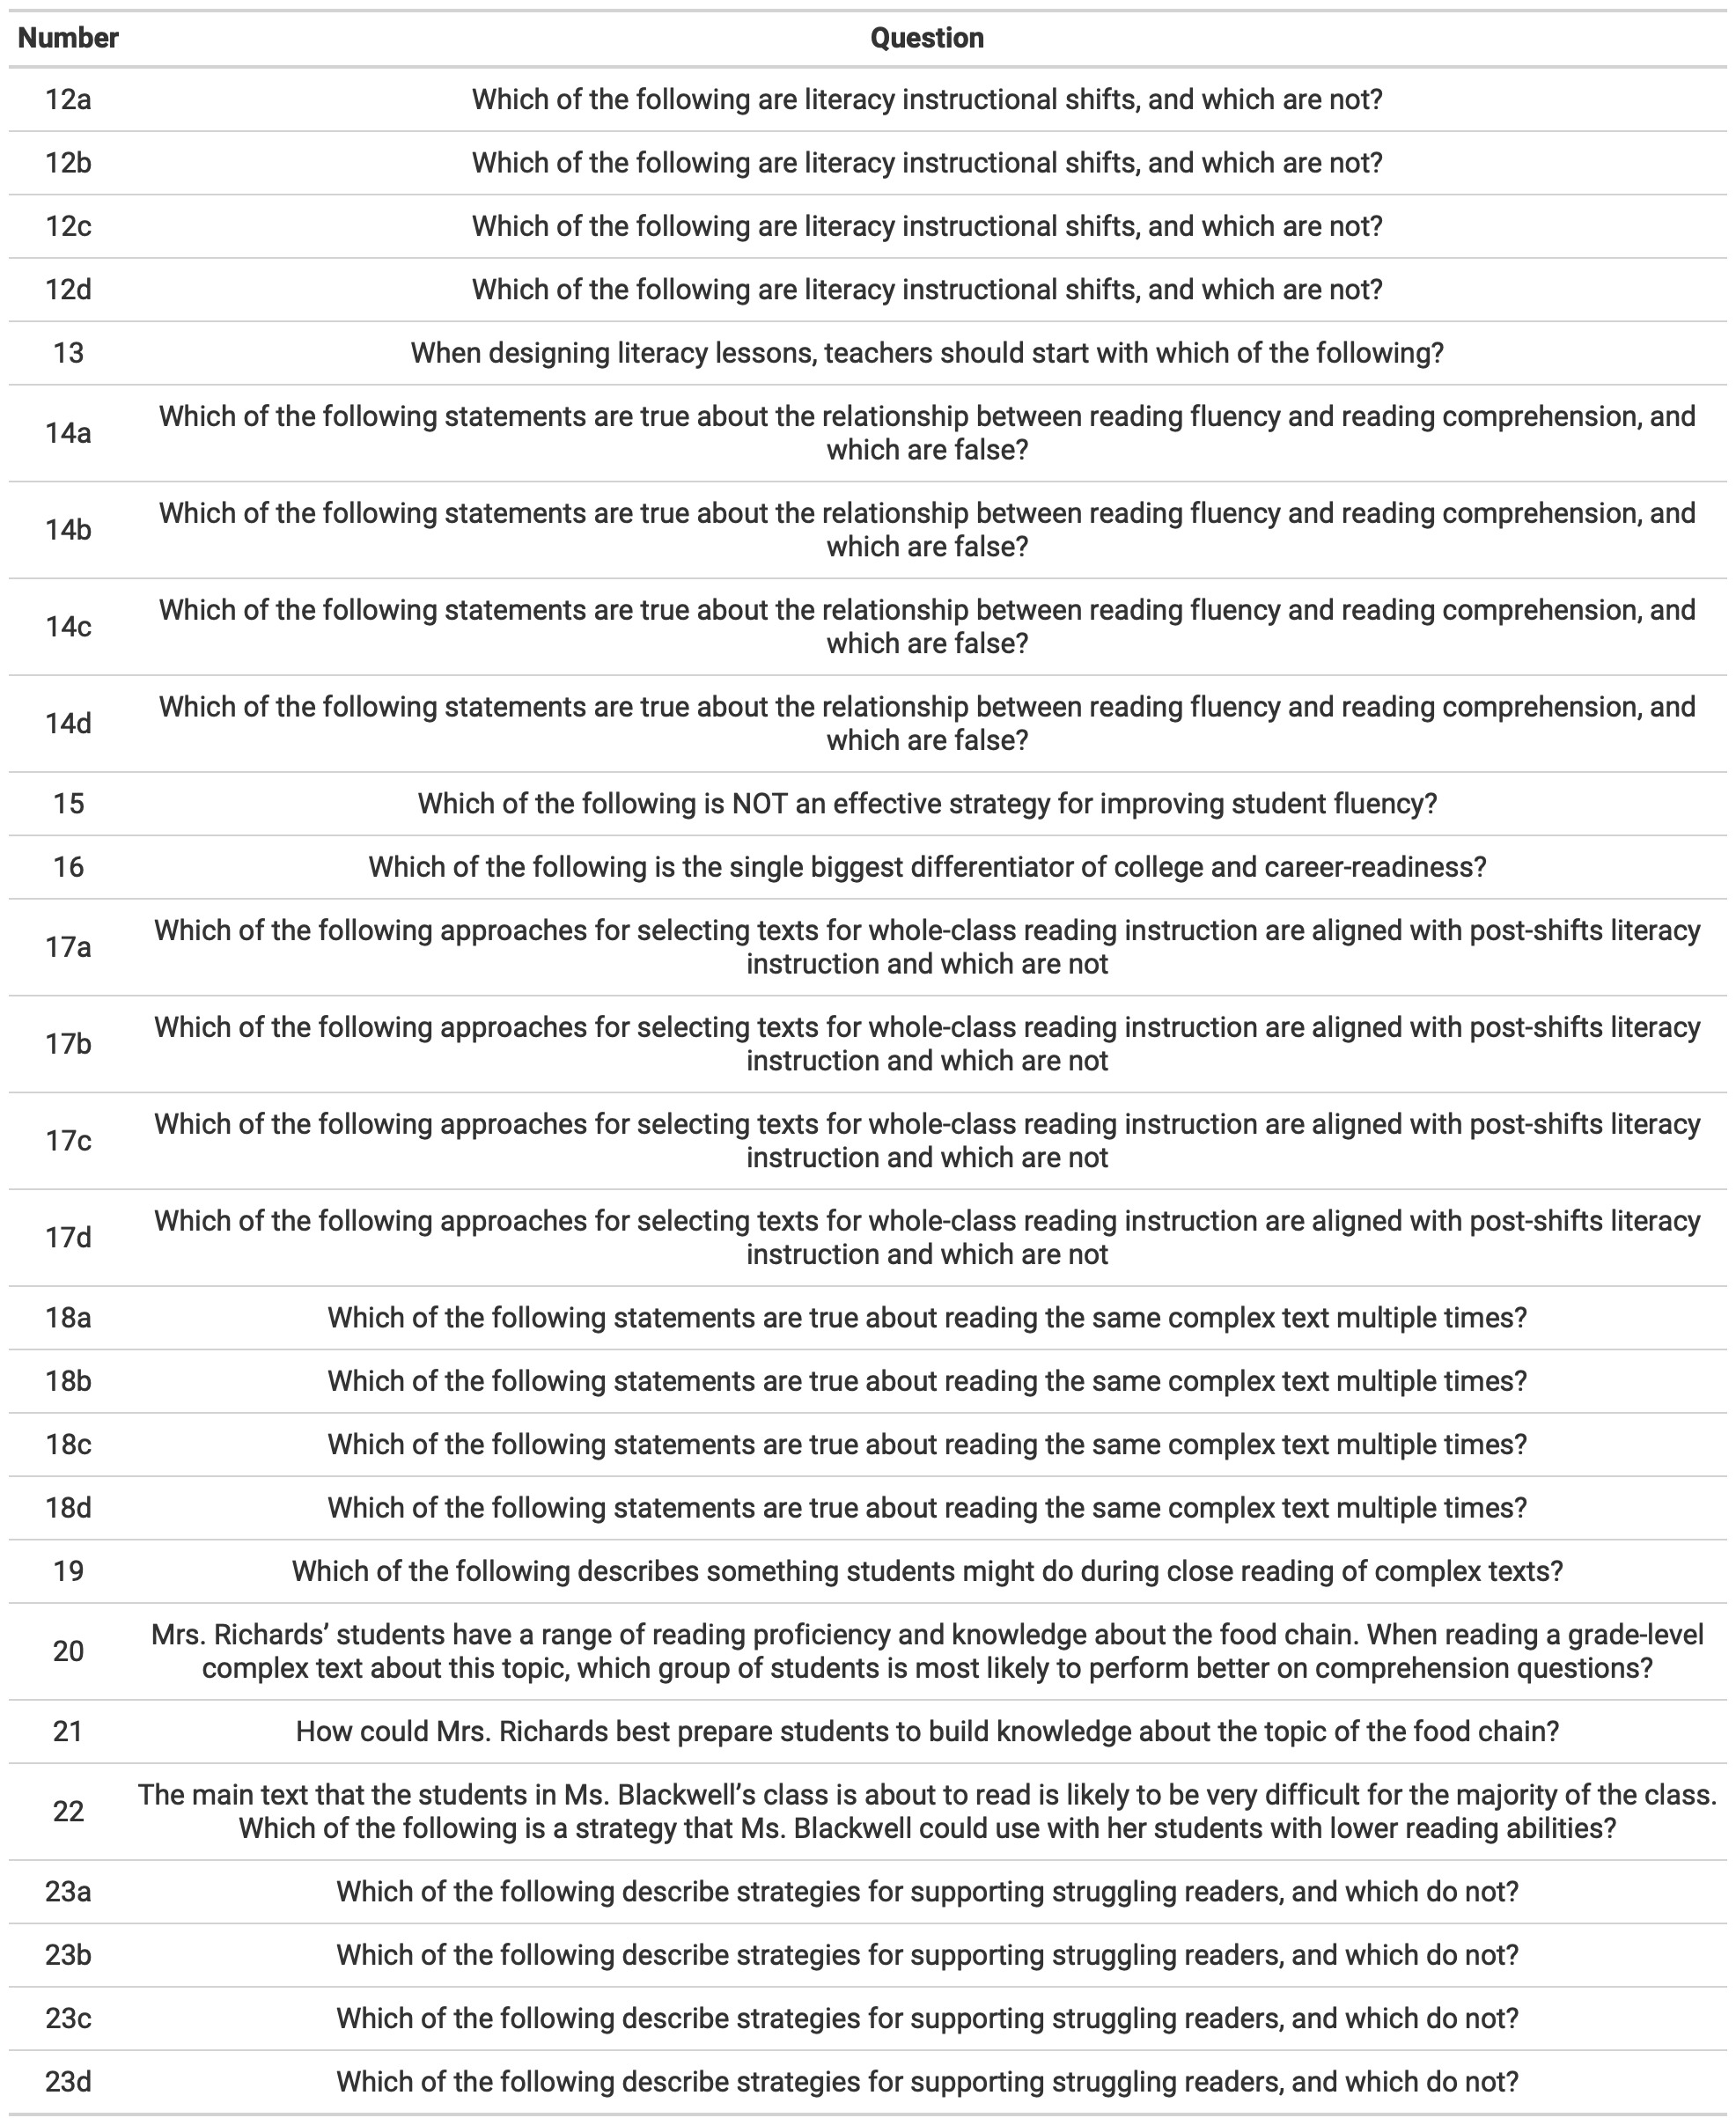 Number Question
12a Which of the following are literacy instructional shifts, and which are not?
12b Which of the following are literacy instructional shifts, and which are not?
12c Which of the following are literacy instructional shifts, and which are not?
12d Which of the following are literacy instructional shifts, and which are not?
13 When designing literacy lessons, teachers should start with which of the following?
14a Which of the following statements are true about the relationship between reading fluency and reading comprehension, and
which are false?
14b Which of the following statements are true about the relationship between reading fluency and reading comprehension, and
which are false?
14c Which of the following statements are true about the relationship between reading fluency and reading comprehension, and
which are false?
14d Which of the following statements are true about the relationship between reading fluency and reading comprehension, and
which are false?
15 Which of the following is NOT an effective strategy for improving student fluency?
16 Which of the following is the single biggest differentiator of college and career-readiness?
17a Which of the following approaches for selecting texts for whole-class reading instruction are aligned with post-shifts literacy
instruction and which are not
17b Which of the following approaches for selecting texts for whole-class reading instruction are aligned with post-shifts literacy
instruction and which are not
17c Which of the following approaches for selecting texts for whole-class reading instruction are aligned with post-shifts literacy
instruction and which are not
17d Which of the following approaches for selecting texts for whole-class reading instruction are aligned with post-shifts literacy
instruction and which are not
18a Which of the following statements are true about reading the same complex text multiple times?
18b Which of the following statements are true about reading the same complex text multiple times?
18c Which of the following statements are true about reading the same complex text multiple times?
18d Which of the following statements are true about reading the same complex text multiple times?
19 Which of the following describes something students might do during close reading of complex texts?
20 Mrs. Richards’ students have a range of reading proficiency and knowledge about the food chain. When reading a grade-level
complex text about this topic, which group of students is most likely to perform better on comprehension questions?
21 How could Mrs. Richards best prepare students to build knowledge about the topic of the food chain?
22 The main text that the students in Ms. Blackwell’s class is about to read is likely to be very difficult for the majority of the class.
Which of the following is a strategy that Ms. Blackwell could use with her students with lower reading abilities?
23a Which of the following describe strategies for supporting struggling readers, and which do not?
23b Which of the following describe strategies for supporting struggling readers, and which do not?
23c Which of the following describe strategies for supporting struggling readers, and which do not?
23d Which of the following describe strategies for supporting struggling readers, and which do not?